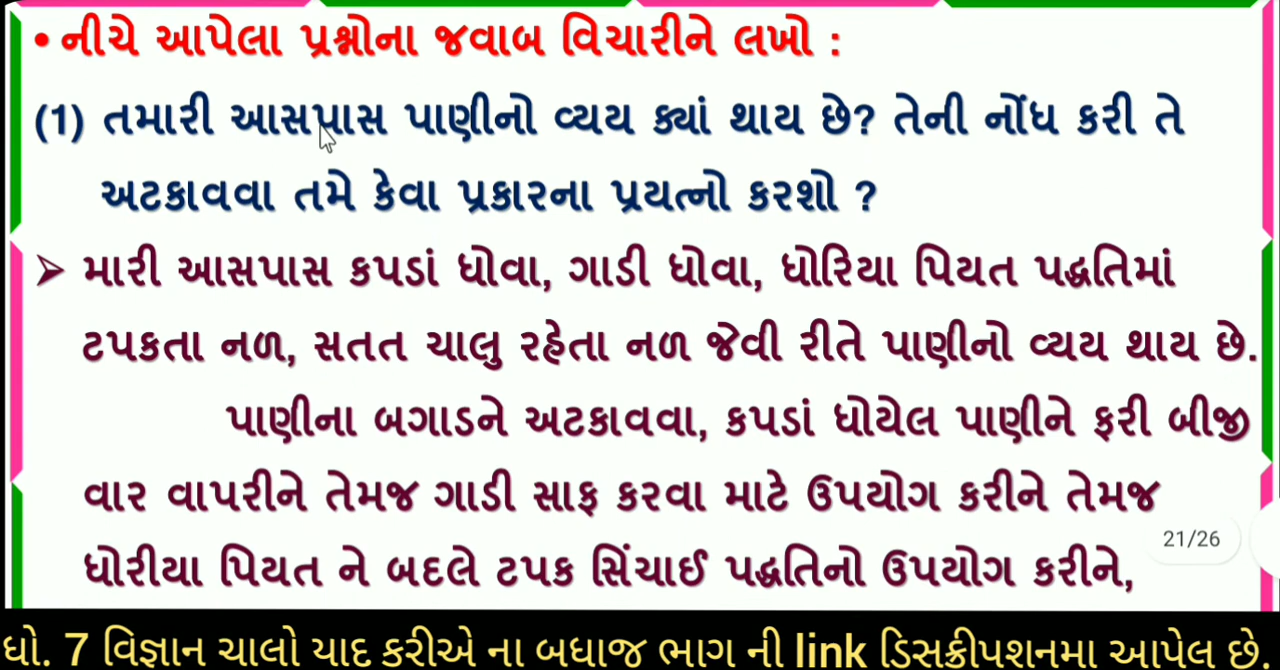 • નીચે આપેલા પ્રશ્નોના જવાબ વિચારીને લખો :
(1) તમારી આસપાસ પાણીનો વ્યય ક્યાં થાય છે? તેની નોંધ કરી તે
અટકાવવા તમે કેવા પ્રકારના પ્રયત્નો કરશો ?
➢ મારી આસપાસ કપડાં ધોવા, ગાડી ધોવા, ધોરિયા પિયત પદ્ધતિમાં
ટપકતા નળ, સતત ચાલુ રહેતા નળ જેવી રીતે પાણીનો વ્યય થાય છે.
પાણીના બગાડને અટકાવવા, કપડાં ધોયેલ પાણીને ફરી બીજી
વાર વાપરીને તેમજ ગાડી સાફ કરવા માટે ઉપયોગ કરીને તેમજ
21/26
ધોરીયા પિયત ને બદલે ટપક સિંચાઈ પદ્ધતિનો ઉપયોગ કરીને,
ધો. 7 વિજ્ઞાન ચાલો યાદ કરીએ ના બધાજ ભાગ ની link ડિસક્રીપશનમા આપેલ છે.